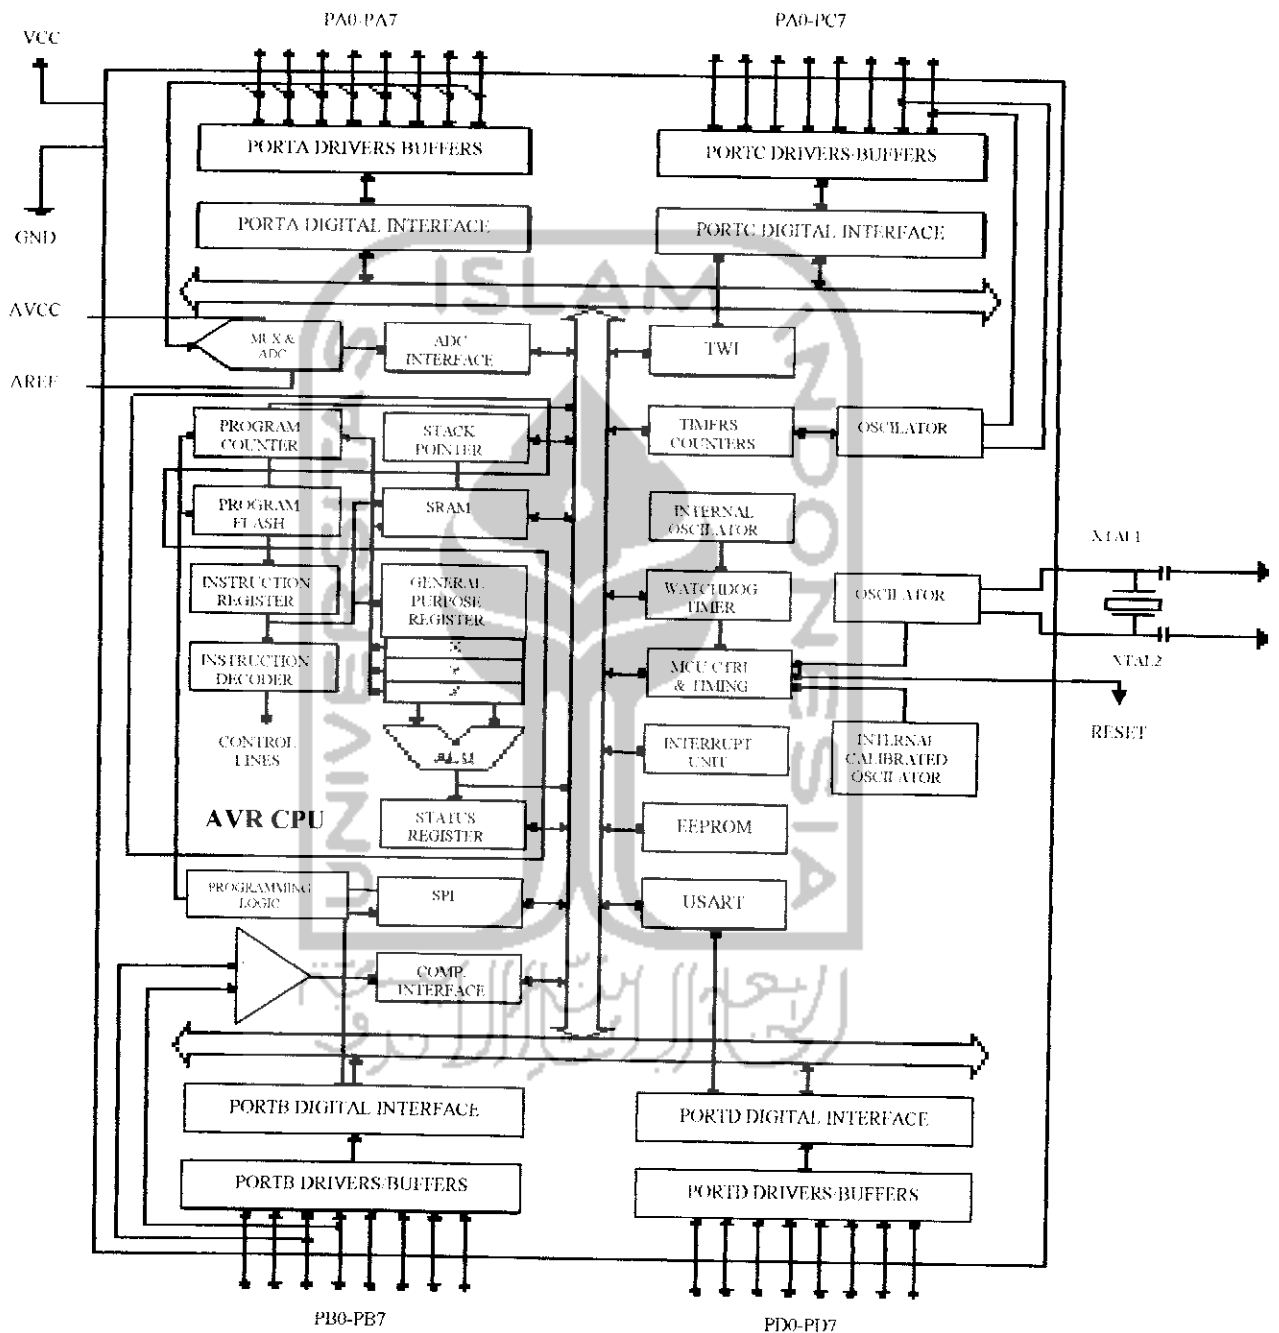 PA0-PA7
PA0-PC7
VCC
PORTA DRIVERS BUFFERS
PORTC DRIVERS/BUFFERS
PORTA DIGITAL INTERFACE
PORTC DIGITAL INTERFACE
GND
ISLAM
AVCC
MUX &
ADC
ADC
INTERFACE
TWI
AREF
PROGRAM
COUNTER
STACK
POINTER
TIMERS
COUNTERS
OSCILATOR
PROGRAM
FLASH
SRAM
INTERNAL
OSCILATOR
XTAL1
INSTRUCTION
REGISTER
GENERAL
PURPOSE
REGISTER
WATCHDOG
TIMER
OSCILATOR
X
Y
INSTRUCTION
DECODER
MCU CTRL
& TIMING
XTAL2
RESET
CONTROL
LINES
INTERRUPT
UNIT
INTERNAL
CALIBRATED
OSCILATOR
AVR CPU
STATUS
REGISTER
EEPROM
UNIVERSITAS
INDONESIA
PROGRAMMING
LOGIC
SPI
USART
COMP.
INTERFACE
PORTB DIGITAL INTERFACE
PORTD DIGITAL INTERFACE
PORTB DRIVERS/BUFFERS
PORTD DRIVERS/BUFFERS
PB0-PB7
PD0-PD7